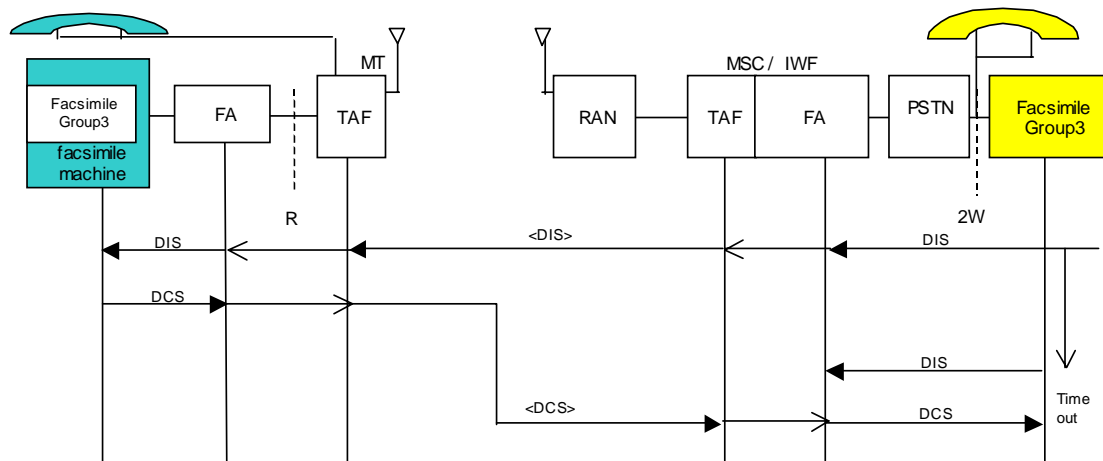 MT
MSC/ IWF
Facsimile
Group3
facsimile
machine
FA
TAF
RAN
TAF
FA
PSTN
Facsimile
Group3
R
2W
DIS
<DIS>
DIS
DCS
DIS
Time
out
<DCS>
DCS